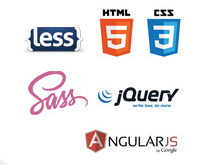 HTML CSS
{less} 5 3
Sass jQuery
write less, do more.
ANGULARJS
by Google